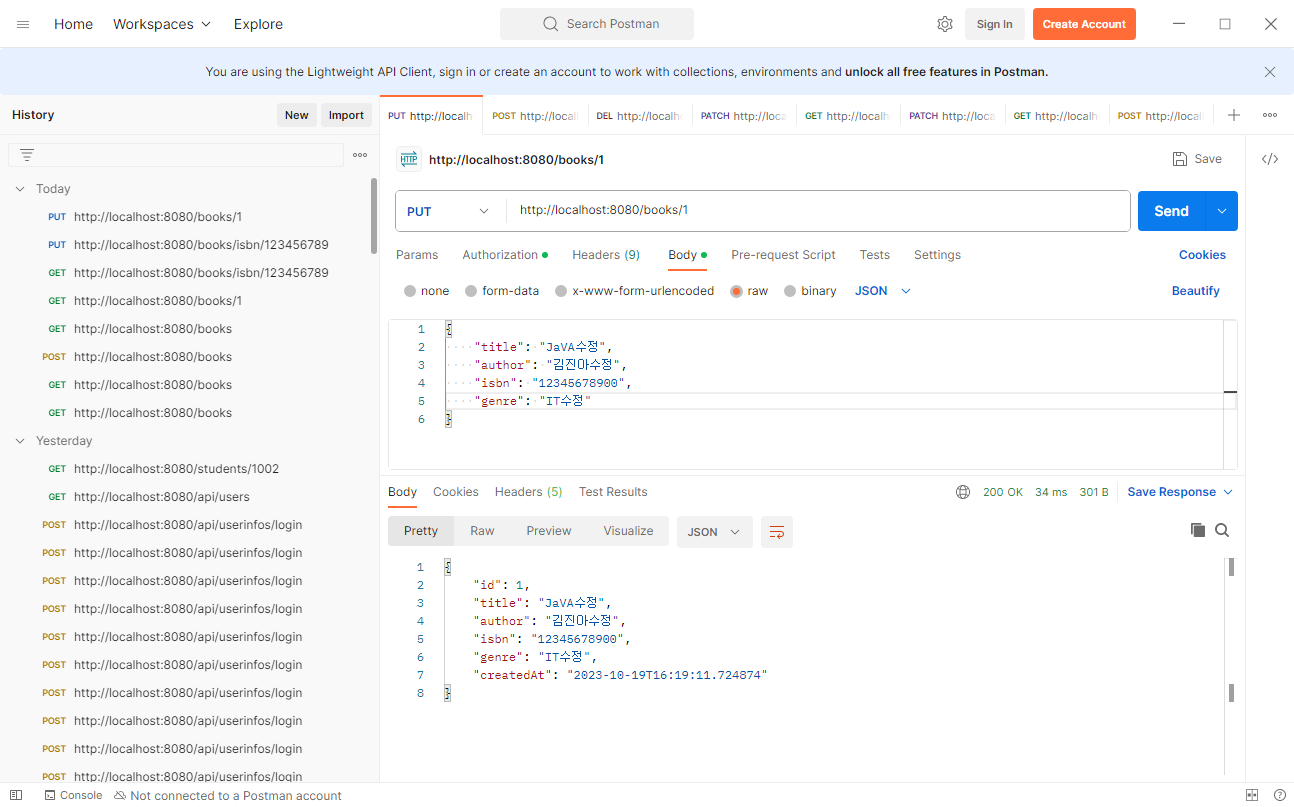 Home Workspaces Explore Search Postman Sign In Create Account
You are using the Lightweight API Client, sign in or create an account to work with collections, environments and unlock all free features in Postman.
History New Import
PUT http://localh POST http://local DEL http://localh PATCH http://loca GET http://localh PATCH http://loca GET http://localh POST http://local
HTTP http://localhost:8080/books/1 Save
Today
PUT http://localhost:8080/books/1
PUT http://localhost:8080/books/isbn/123456789
GET http://localhost:8080/books/isbn/123456789
GET http://localhost:8080/books/1
GET http://localhost:8080/books
POST http://localhost:8080/books
GET http://localhost:8080/books
GET http://localhost:8080/books
Yesterday
GET http://localhost:8080/students/1002
GET http://localhost:8080/api/users
POST http://localhost:8080/api/userinfos/login
POST http://localhost:8080/api/userinfos/login
POST http://localhost:8080/api/userinfos/login
POST http://localhost:8080/api/userinfos/login
POST http://localhost:8080/api/userinfos/login
POST http://localhost:8080/api/userinfos/login
POST http://localhost:8080/api/userinfos/login
POST http://localhost:8080/api/userinfos/login
POST http://localhost:8080/api/userinfos/login
POST http://localhost:8080/api/userinfos/login
PUT http://localhost:8080/books/1 Send
Params Authorization Headers (9) Body Pre-request Script Tests Settings Cookies
none form-data x-www-form-urlencoded raw binary JSON Beautify
1 {
2 "title": "JaVA수정",
3 "author": "김진아수정",
4 "isbn": "12345678900",
5 "genre": "IT수정"
6 }
Body Cookies Headers (5) Test Results 200 OK 34 ms 301 B Save Response
Pretty Raw Preview Visualize JSON
1 {
2 "id": 1,
3 "title": "JaVA수정",
4 "author": "김진아수정",
5 "isbn": "12345678900",
6 "genre": "IT수정",
7 "createdAt": "2023-10-19T16:19:11.724874"
8 }
Console Not connected to a Postman account